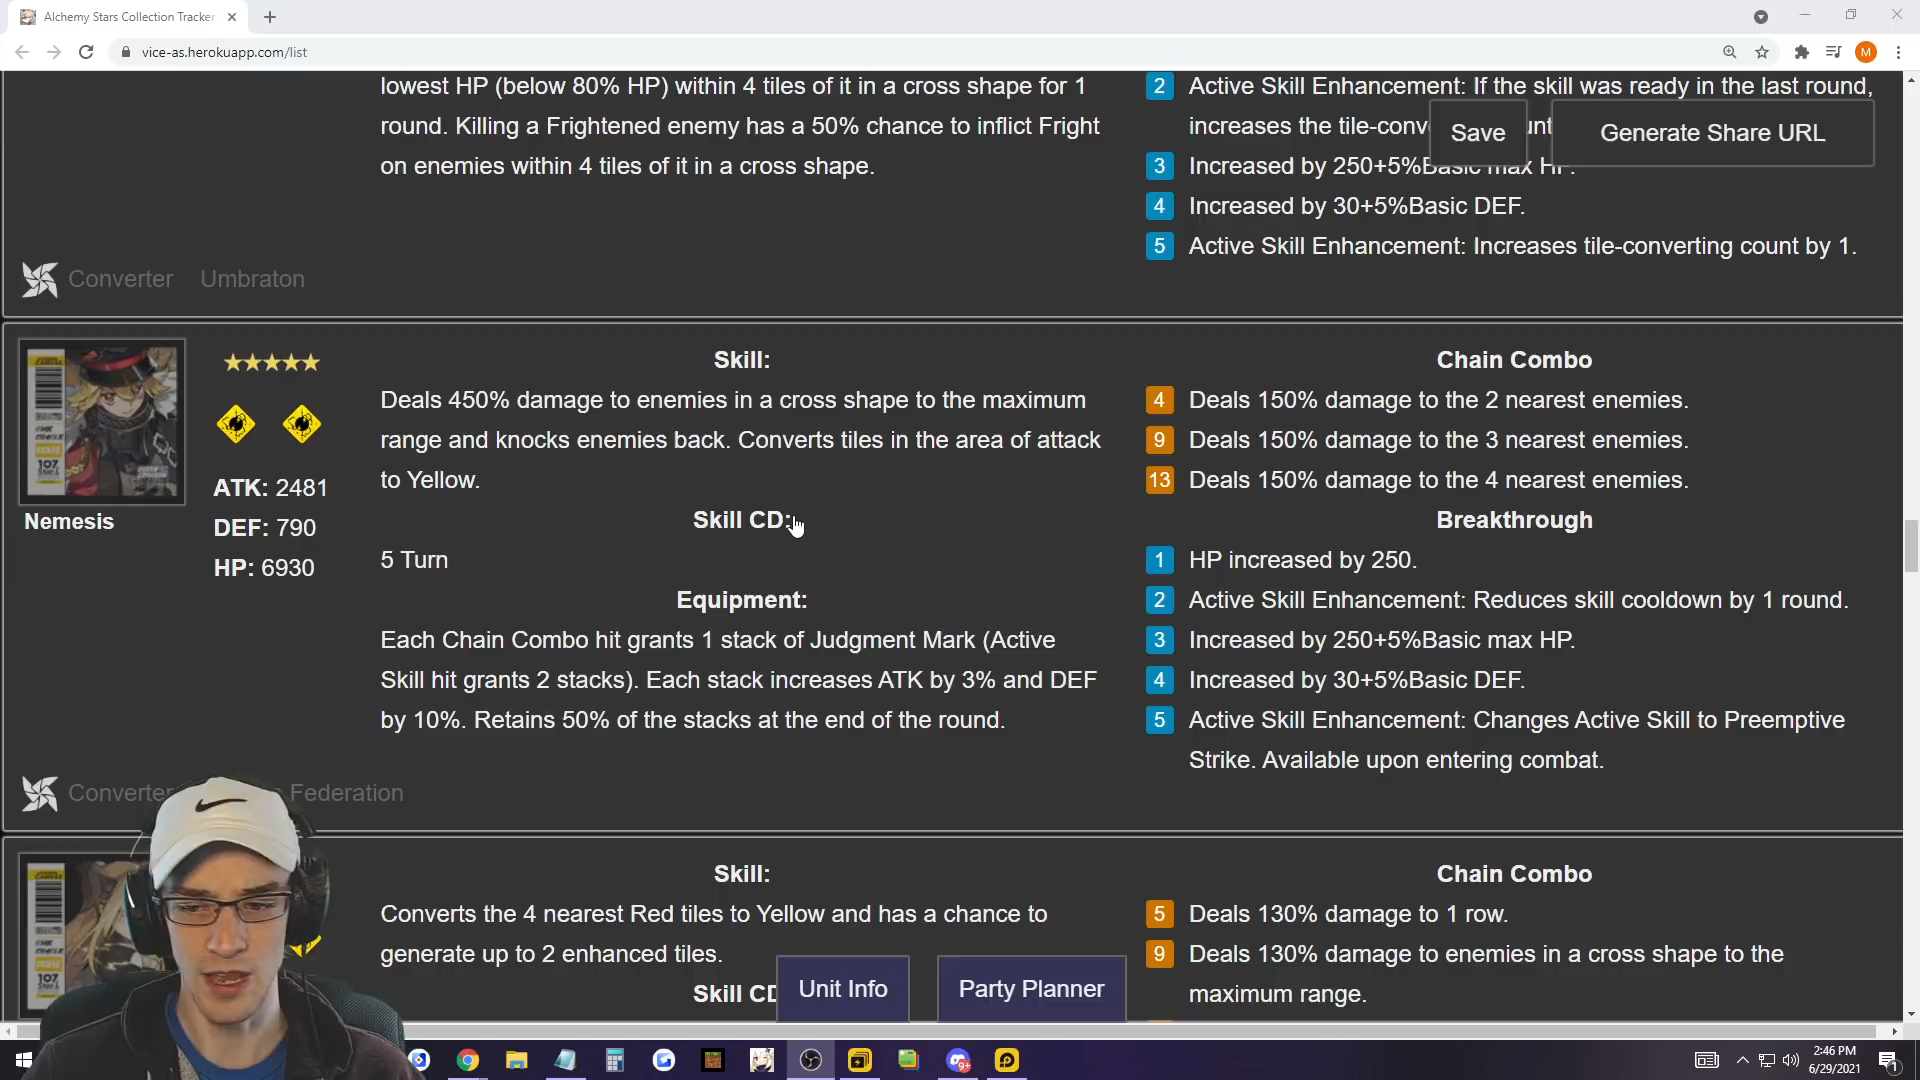 Alchemy Stars Collection Tracker
vice-as.herokuapp.com/list
M
lowest HP (below 80% HP) within 4 tiles of it in a cross shape for 1
round. Killing a Frightened enemy has a 50% chance to inflict Fright
on enemies within 4 tiles of it in a cross shape.
2 Active Skill Enhancement: If the skill was ready in the last round,
increases the tile-conv
Save
Generate Share URL
3 Increased by 250+5%Basic max HP.
4 Increased by 30+5%Basic DEF.
5 Active Skill Enhancement: Increases tile-converting count by 1.
Converter Umbraton
Nemesis
ATK: 2481
DEF: 790
HP: 6930
Skill:
Deals 450% damage to enemies in a cross shape to the maximum
range and knocks enemies back. Converts tiles in the area of attack
to Yellow.
Skill CD:
5 Turn
Equipment:
Each Chain Combo hit grants 1 stack of Judgment Mark (Active
Skill hit grants 2 stacks). Each stack increases ATK by 3% and DEF
by 10%. Retains 50% of the stacks at the end of the round.
Chain Combo
4 Deals 150% damage to the 2 nearest enemies.
9 Deals 150% damage to the 3 nearest enemies.
13 Deals 150% damage to the 4 nearest enemies.
Breakthrough
1 HP increased by 250.
2 Active Skill Enhancement: Reduces skill cooldown by 1 round.
3 Increased by 250+5%Basic max HP.
4 Increased by 30+5%Basic DEF.
5 Active Skill Enhancement: Changes Active Skill to Preemptive
Strike. Available upon entering combat.
Converter Federation
Skill:
Converts the 4 nearest Red tiles to Yellow and has a chance to
generate up to 2 enhanced tiles.
Skill CD
Chain Combo
5 Deals 130% damage to 1 row.
9 Deals 130% damage to enemies in a cross shape to the
maximum range.
Unit Info
Party Planner
2:46 PM
6/29/2021